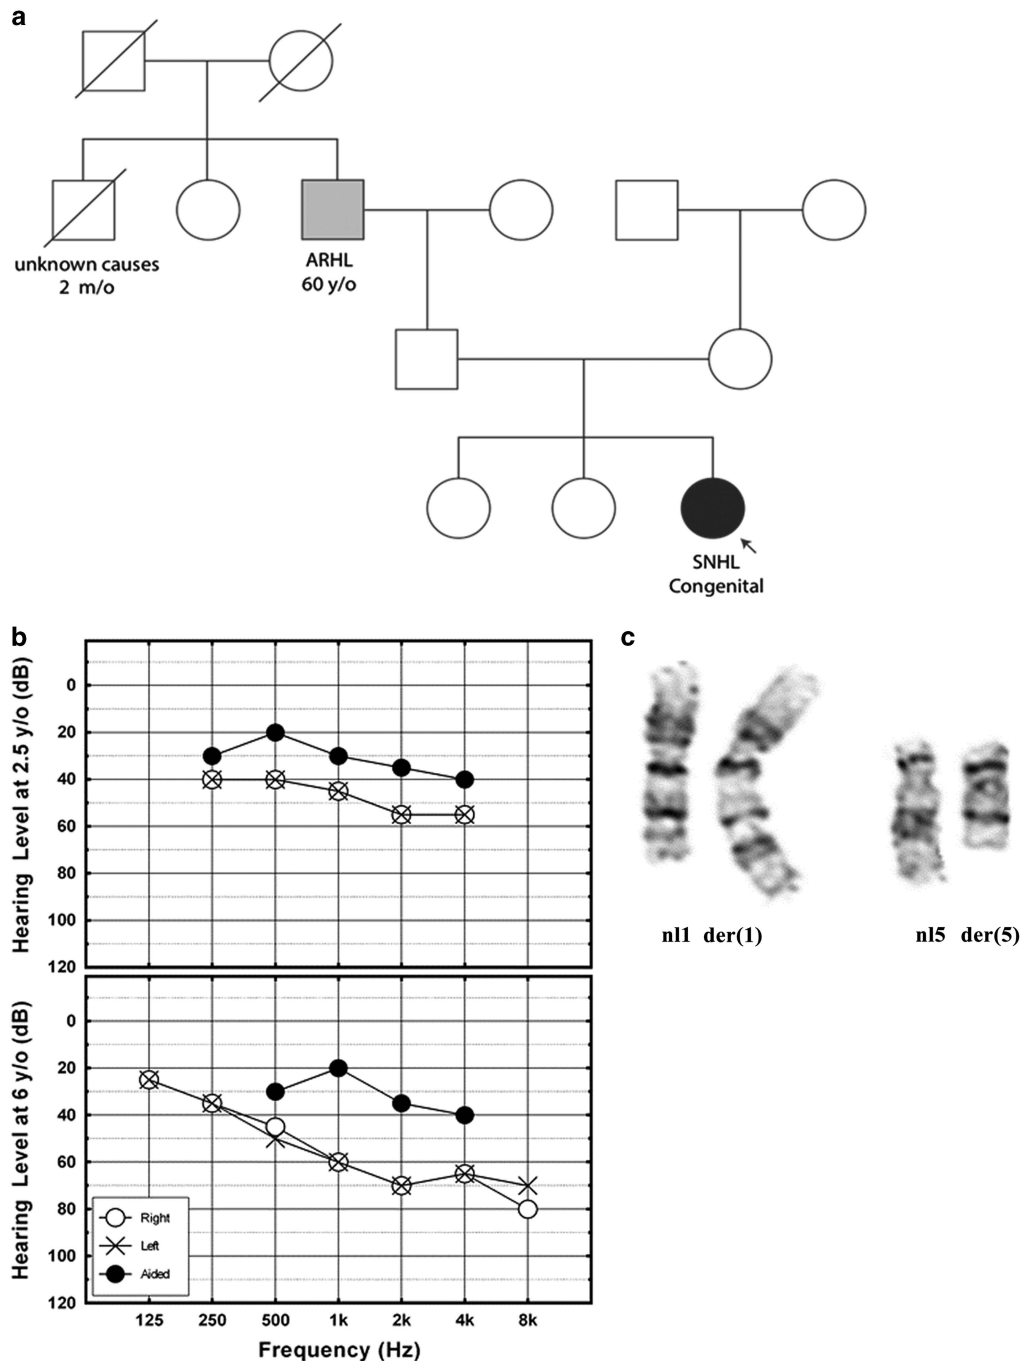 a
unknown causes
2 m/o
ARHL
60 y/o
SNHL
Congenital
b
Hearing Level at 2.5 y/o (dB)
0
20
40
60
80
100
120
Hearing Level at 6 y/o (dB)
0
20
40
60
80
100
120
Right
Left
Aided
125 250 500 1k 2k 4k 8k
Frequency (Hz)
c
nl1 der(1) nl5 der(5)